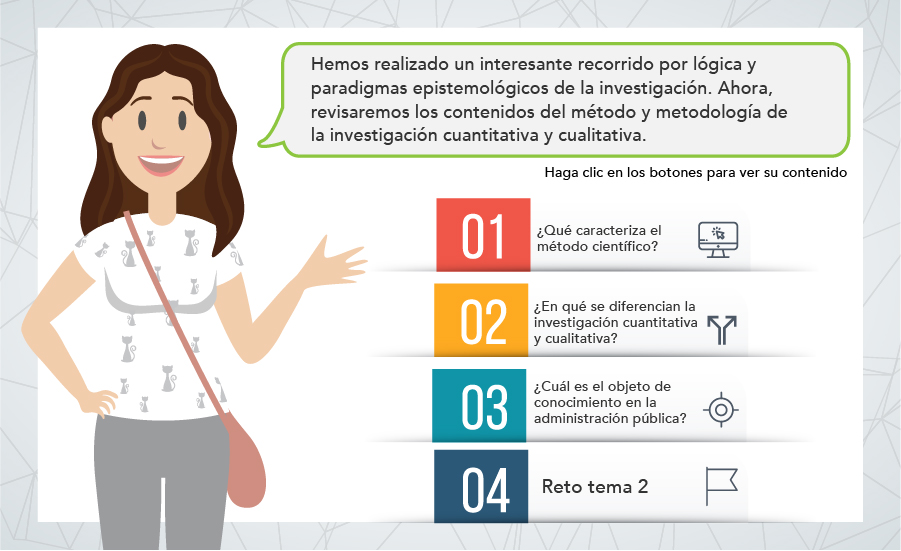 Hemos realizado un interesante recorrido por lógica y
paradigmas epistemológicos de la investigación. Ahora,
revisaremos los contenidos del método y metodología de
la investigación cuantitativa y cualitativa.
Haga clic en los botones para ver su contenido
01
¿Qué caracteriza el
método científico?
02
¿En qué se diferencian la
investigación cuantitativa
y cualitativa?
03
¿Cuál es el objeto de
conocimiento en la
administración pública?
04
Reto tema 2